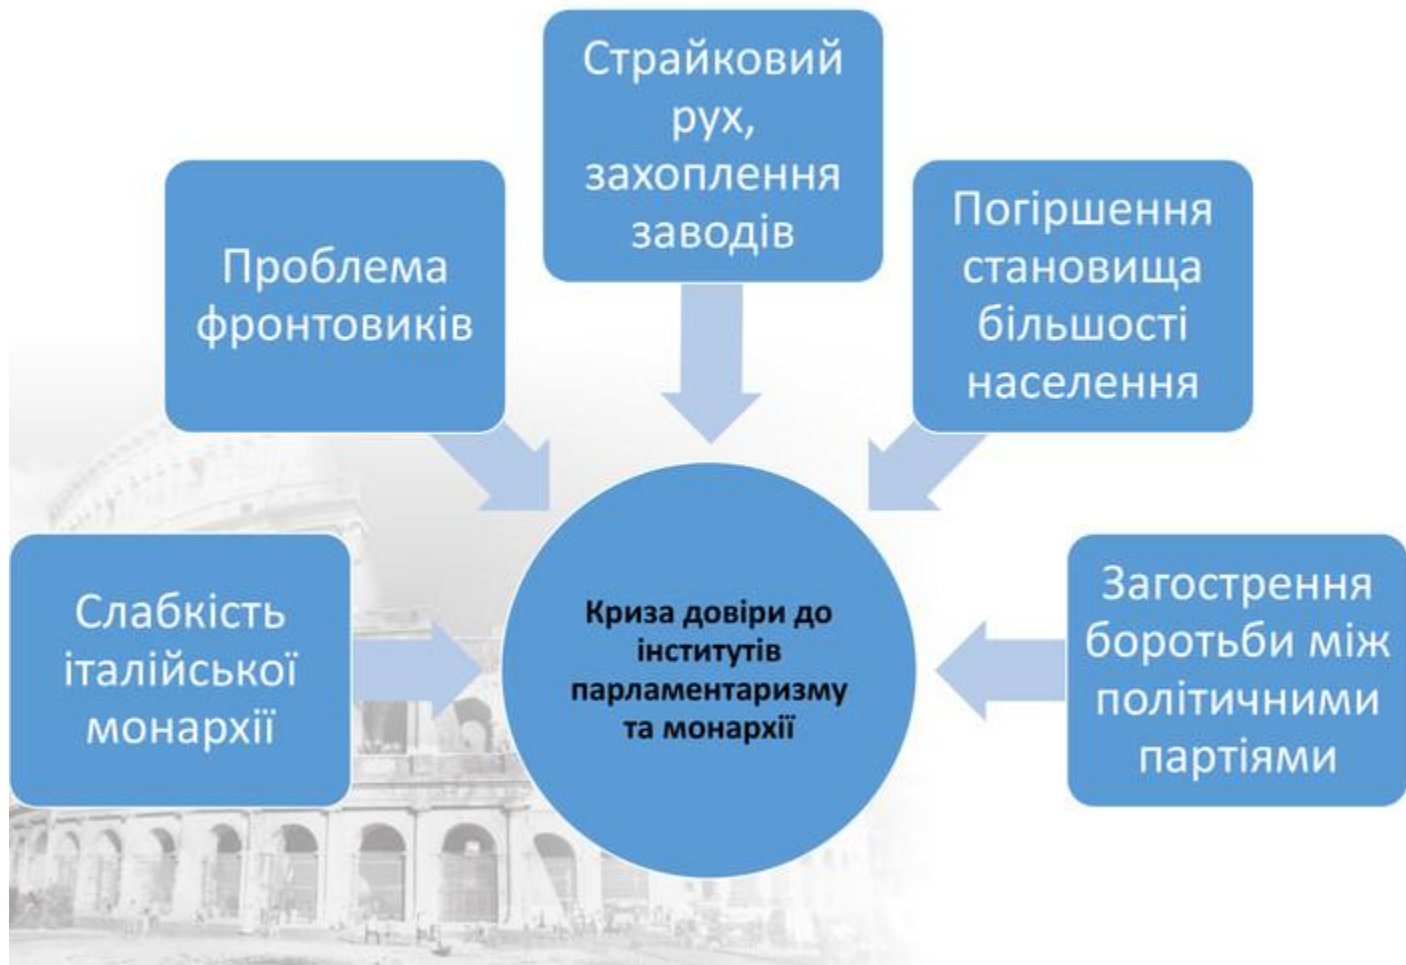 Страйковий
рух,
захоплення
заводів
Проблема
фронтовиків
Погіршення
становища
більшості
населення
Слабкість
італійської
монархії
Криза довіри до
інститутів
парламентаризму
та монархії
Загострення
боротьби між
політичними
партіями